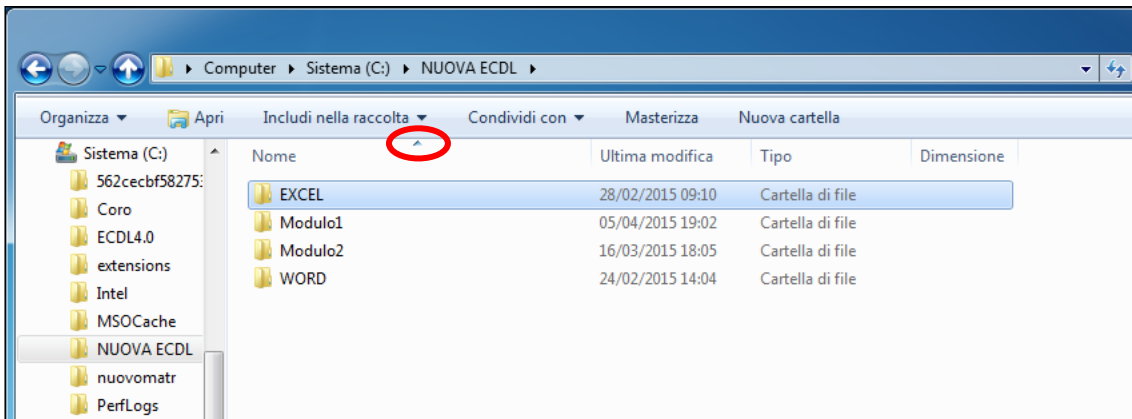 Computer Sistema (C:) NUOVA ECDL
Organizza Apri Includi nella raccolta Condividi con Masterizza Nuova cartella
Sistema (C:)
562cecbf58275
Coro
ECDL4.0
extensions
Intel
MSOCache
NUOVA ECDL
nuovomatr
PerfLogs
Nome Ultima modifica Tipo Dimensione
EXCEL 28/02/2015 09:10 Cartella di file
Modulo1 05/04/2015 19:02 Cartella di file
Modulo2 16/03/2015 18:05 Cartella di file
WORD 24/02/2015 14:04 Cartella di file